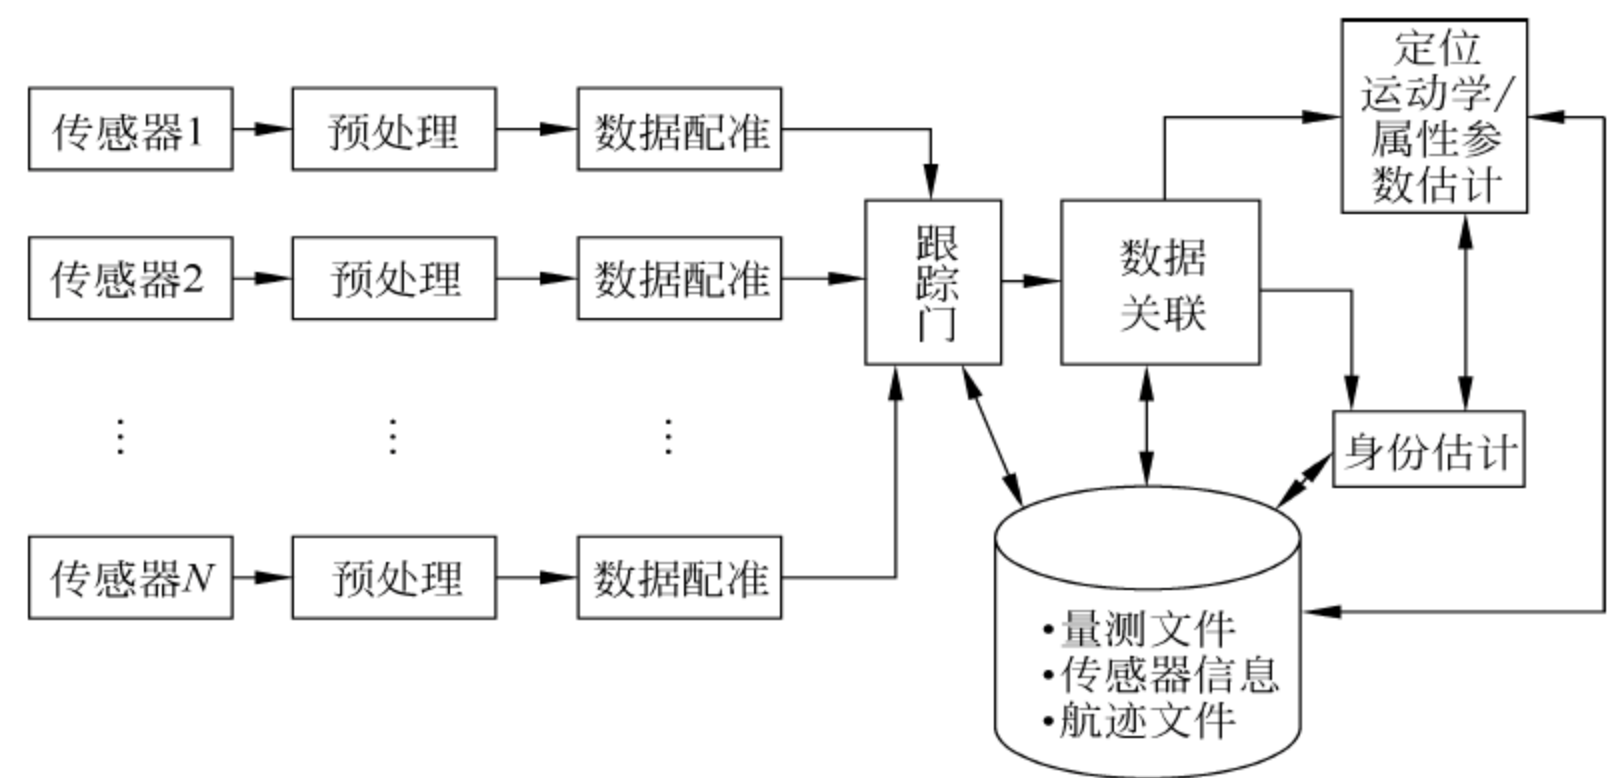 传感器1
预处理
数据配准
传感器2
预处理
数据配准
⋮
⋮
⋮
传感器N
预处理
数据配准
跟
踪
门
数据
关联
定位
运动学/
属性参
数估计
身份估计
•量测文件
•传感器信息
•航迹文件